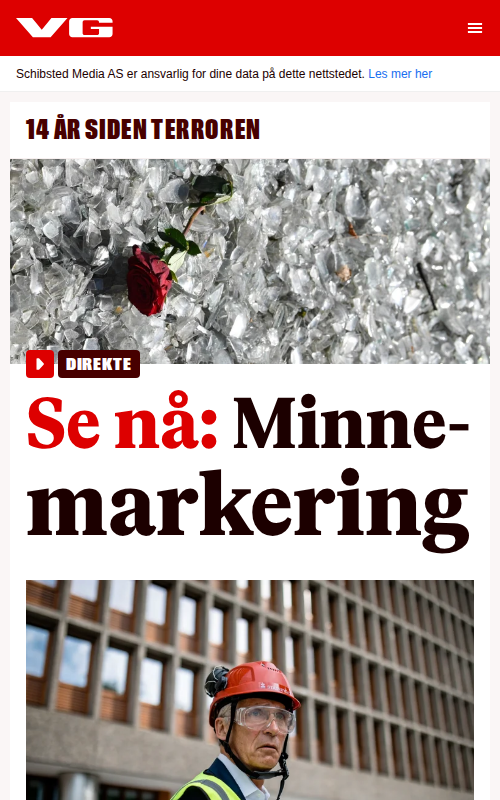 VG
Schibsted Media AS er ansvarlig for dine data på dette nettstedet. Les mer her
14 ÅR SIDEN TERROREN
DIREKTE
Se nå: Minne-
markering